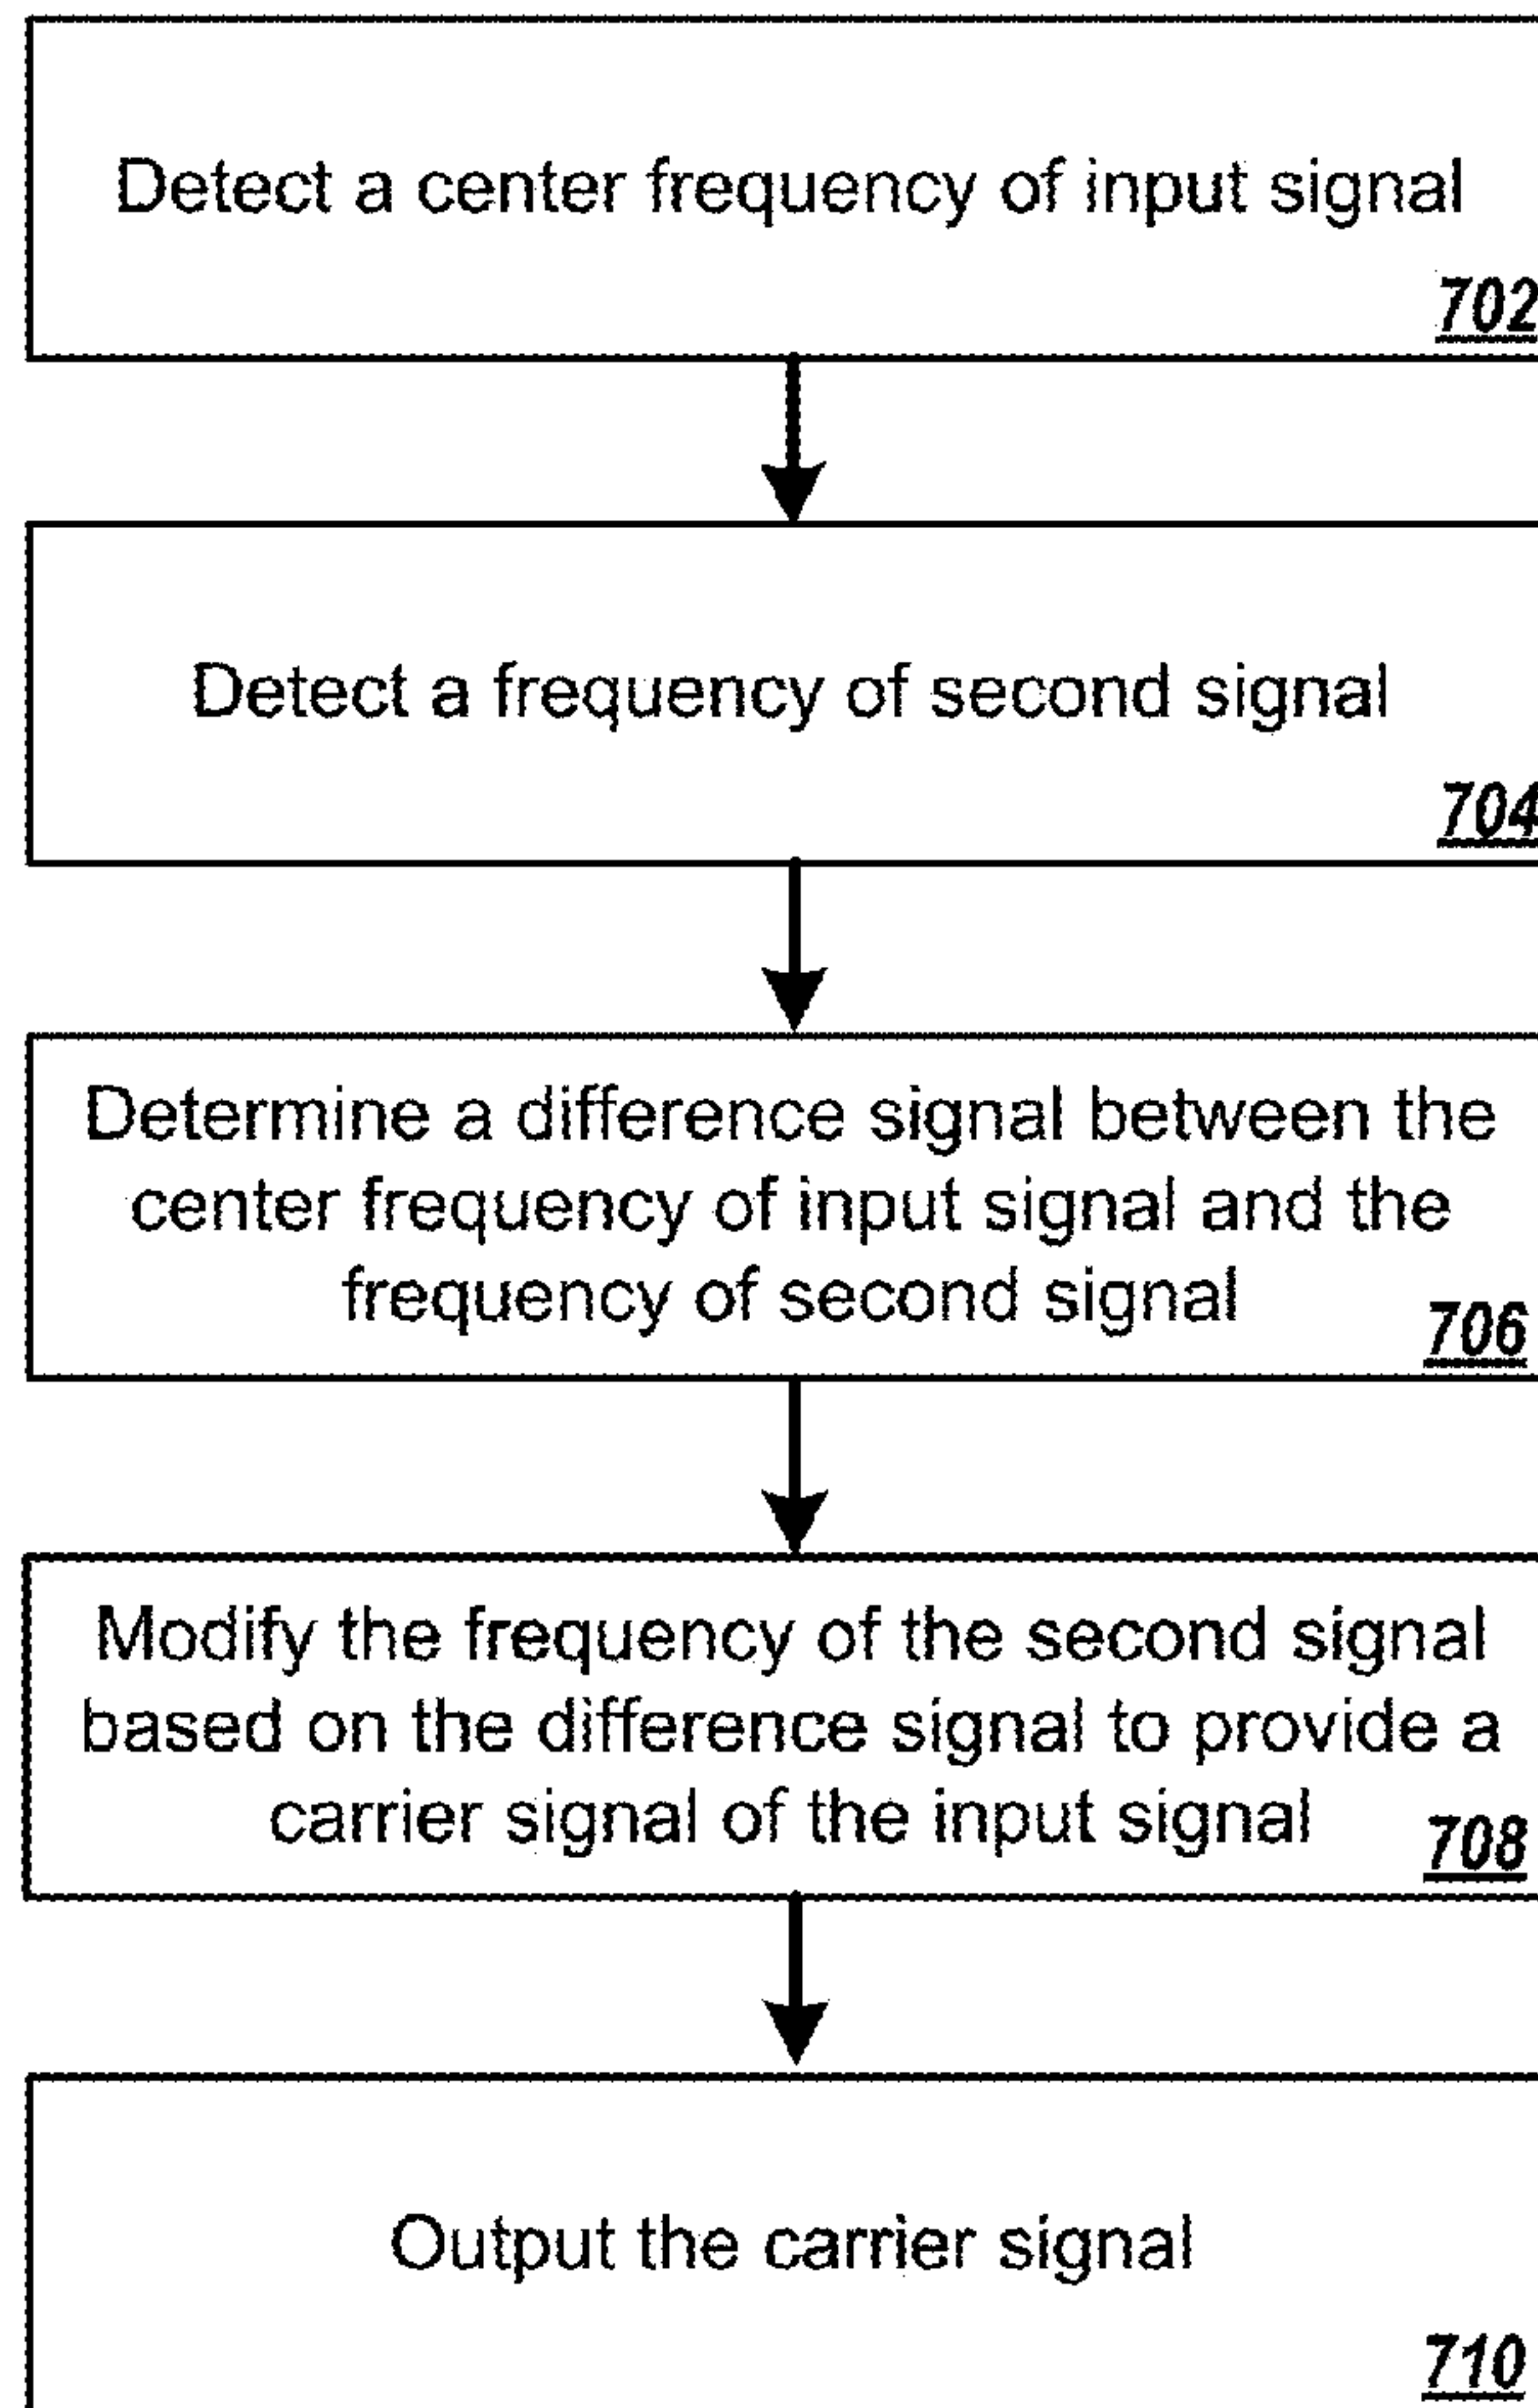 Detect a center frequency of input signal
702
Detect a frequency of second signal
704
Determine a difference signal between the
center frequency of input signal and the
frequency of second signal
706
Modify the frequency of the second signal
based on the difference signal to provide a
carrier signal of the input signal
708
Output the carrier signal
710